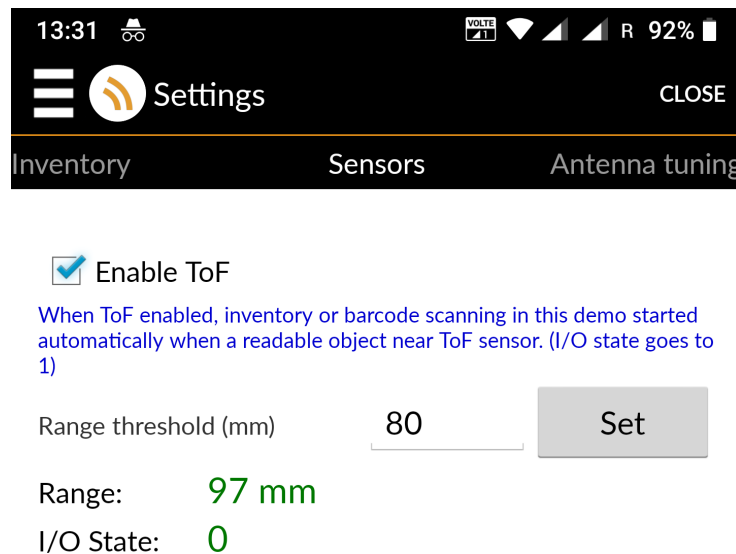 13:31 VOLTE 1 R 92%
Settings CLOSE
Inventory Sensors Antenna tuning
Enable ToF
When ToF enabled, inventory or barcode scanning in this demo started
automatically when a readable object near ToF sensor. (I/O state goes to
1)
Range threshold (mm) 80 Set
Range: 97 mm
I/O State: 0